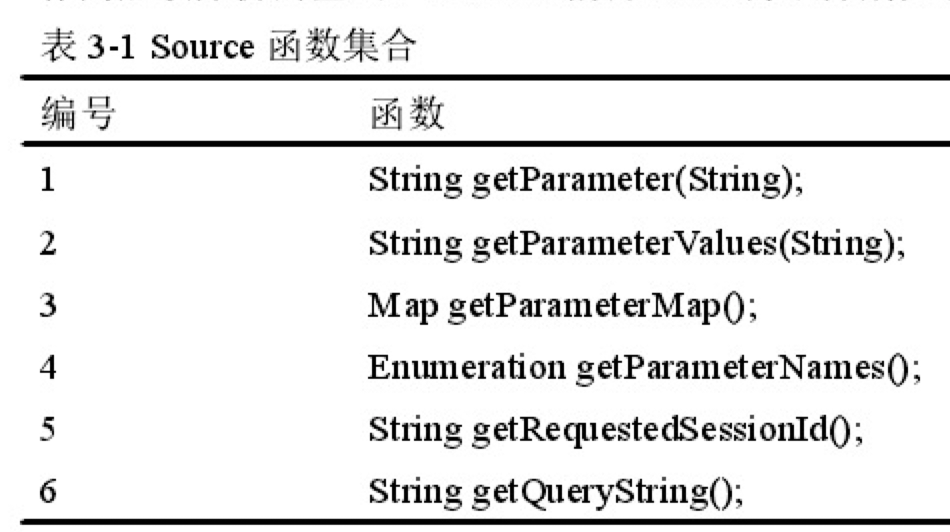 表 3-1 Source 函数集合
编号 函数
1 String getParameter(String);
2 String getParameterValues(String);
3 Map getParameterMap();
4 Enumeration getParameterNames();
5 String getRequestedSessionId();
6 String getQueryString();